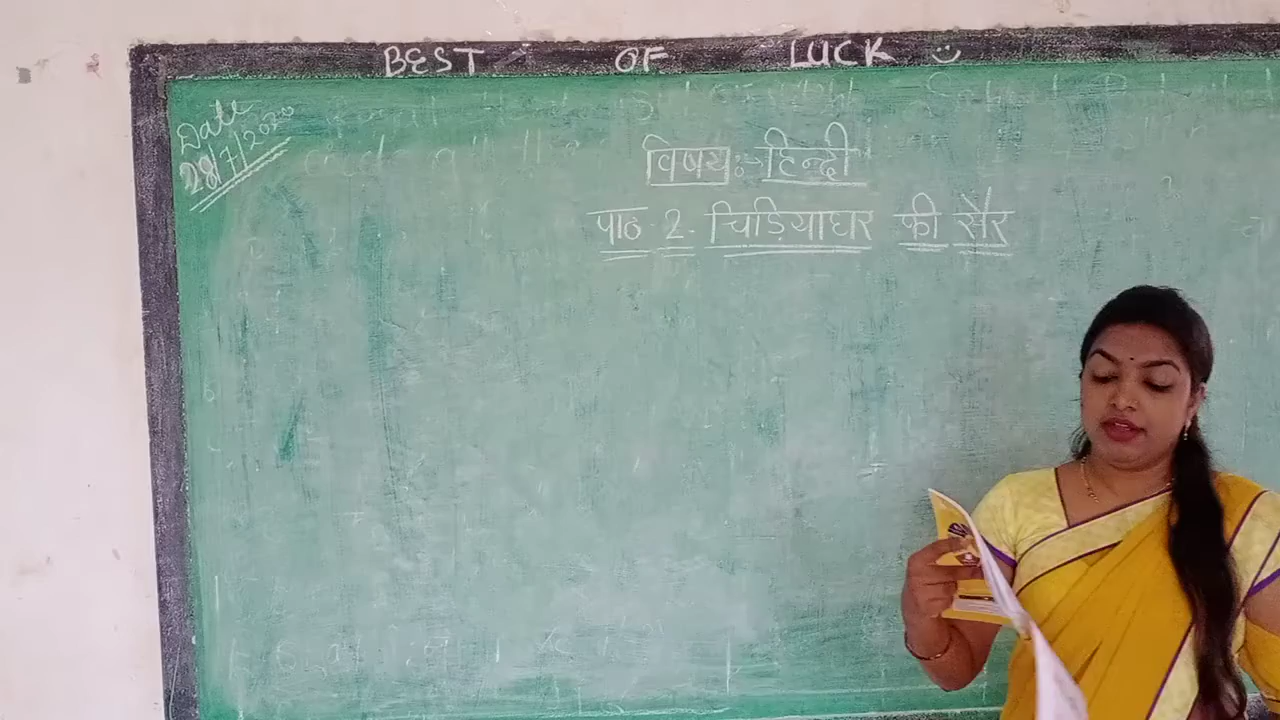 BEST OF LUCK
Date
28/7/2020
विषय :- हिन्दी
पाठ 2. चिड़ियाघर की सैर